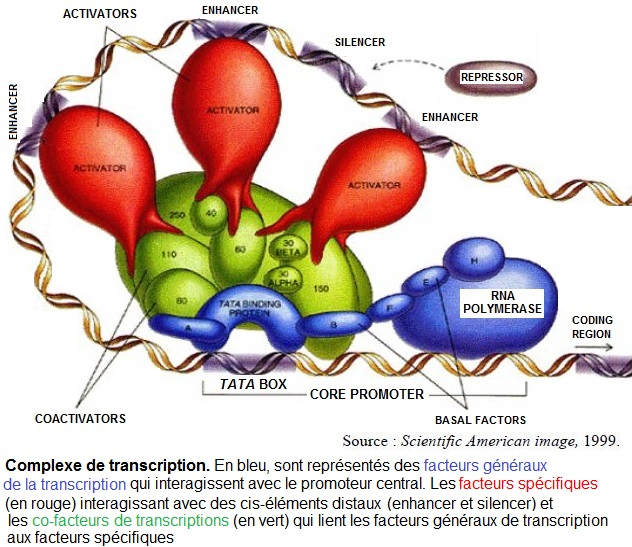 ENHANCER
ACTIVATORS
SILENCER
REPRESSOR
ENHANCER
ENHANCER
ACTIVATOR
ACTIVATOR
ACTIVATOR
250
40
110
60
30
BETA
30
ALPHA
150
80
TATA BINDING
PROTEIN
A
B
F
E
H
RNA
POLYMERASE
CODING
REGION
TATA BOX
CORE PROMOTER
COACTIVATORS
BASAL FACTORS
Source : Scientific American image, 1999.
Complexe de transcription. En bleu, sont représentés des facteurs généraux
de la transcription qui interagissent avec le promoteur central. Les facteurs spécifiques
(en rouge) interagissant avec des cis-éléments distaux (enhancer et silencer) et
les co-facteurs de transcriptions (en vert) qui lient les facteurs généraux de transcription
aux facteurs spécifiques